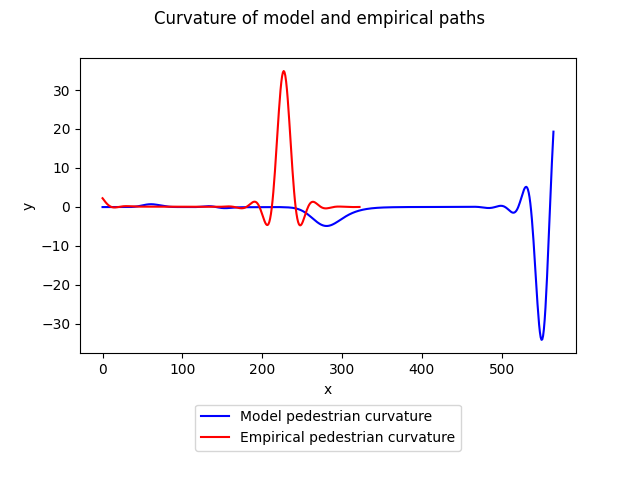 Curvature of model and empirical paths
30
20
10
0
−10
−20
−30
y
0 100 200 300 400 500
x
Model pedestrian curvature
Empirical pedestrian curvature